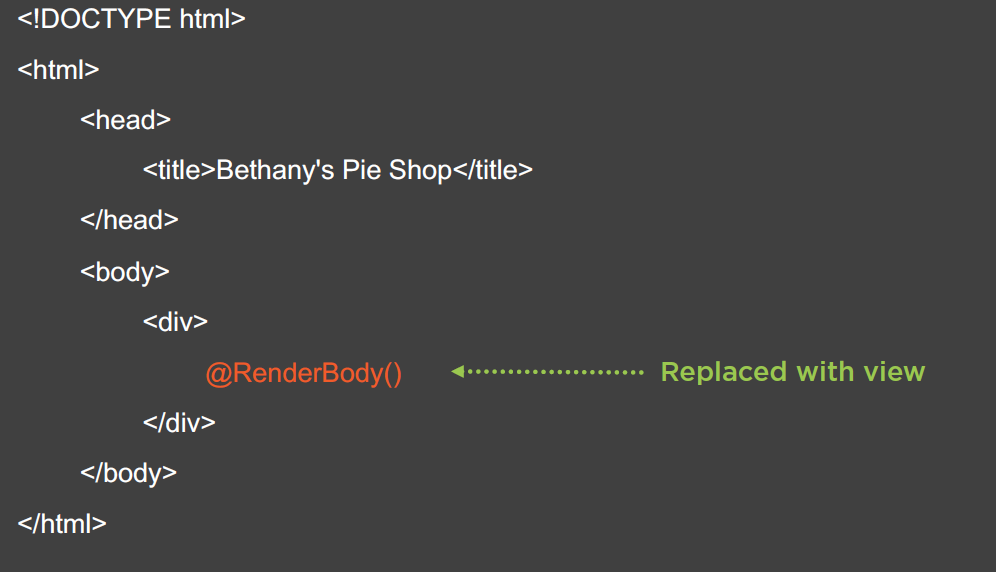 <!DOCTYPE html>
<html>
<head>
<title>Bethany's Pie Shop</title>
</head>
<body>
<div>
@RenderBody() Replaced with view
</div>
</body>
</html>